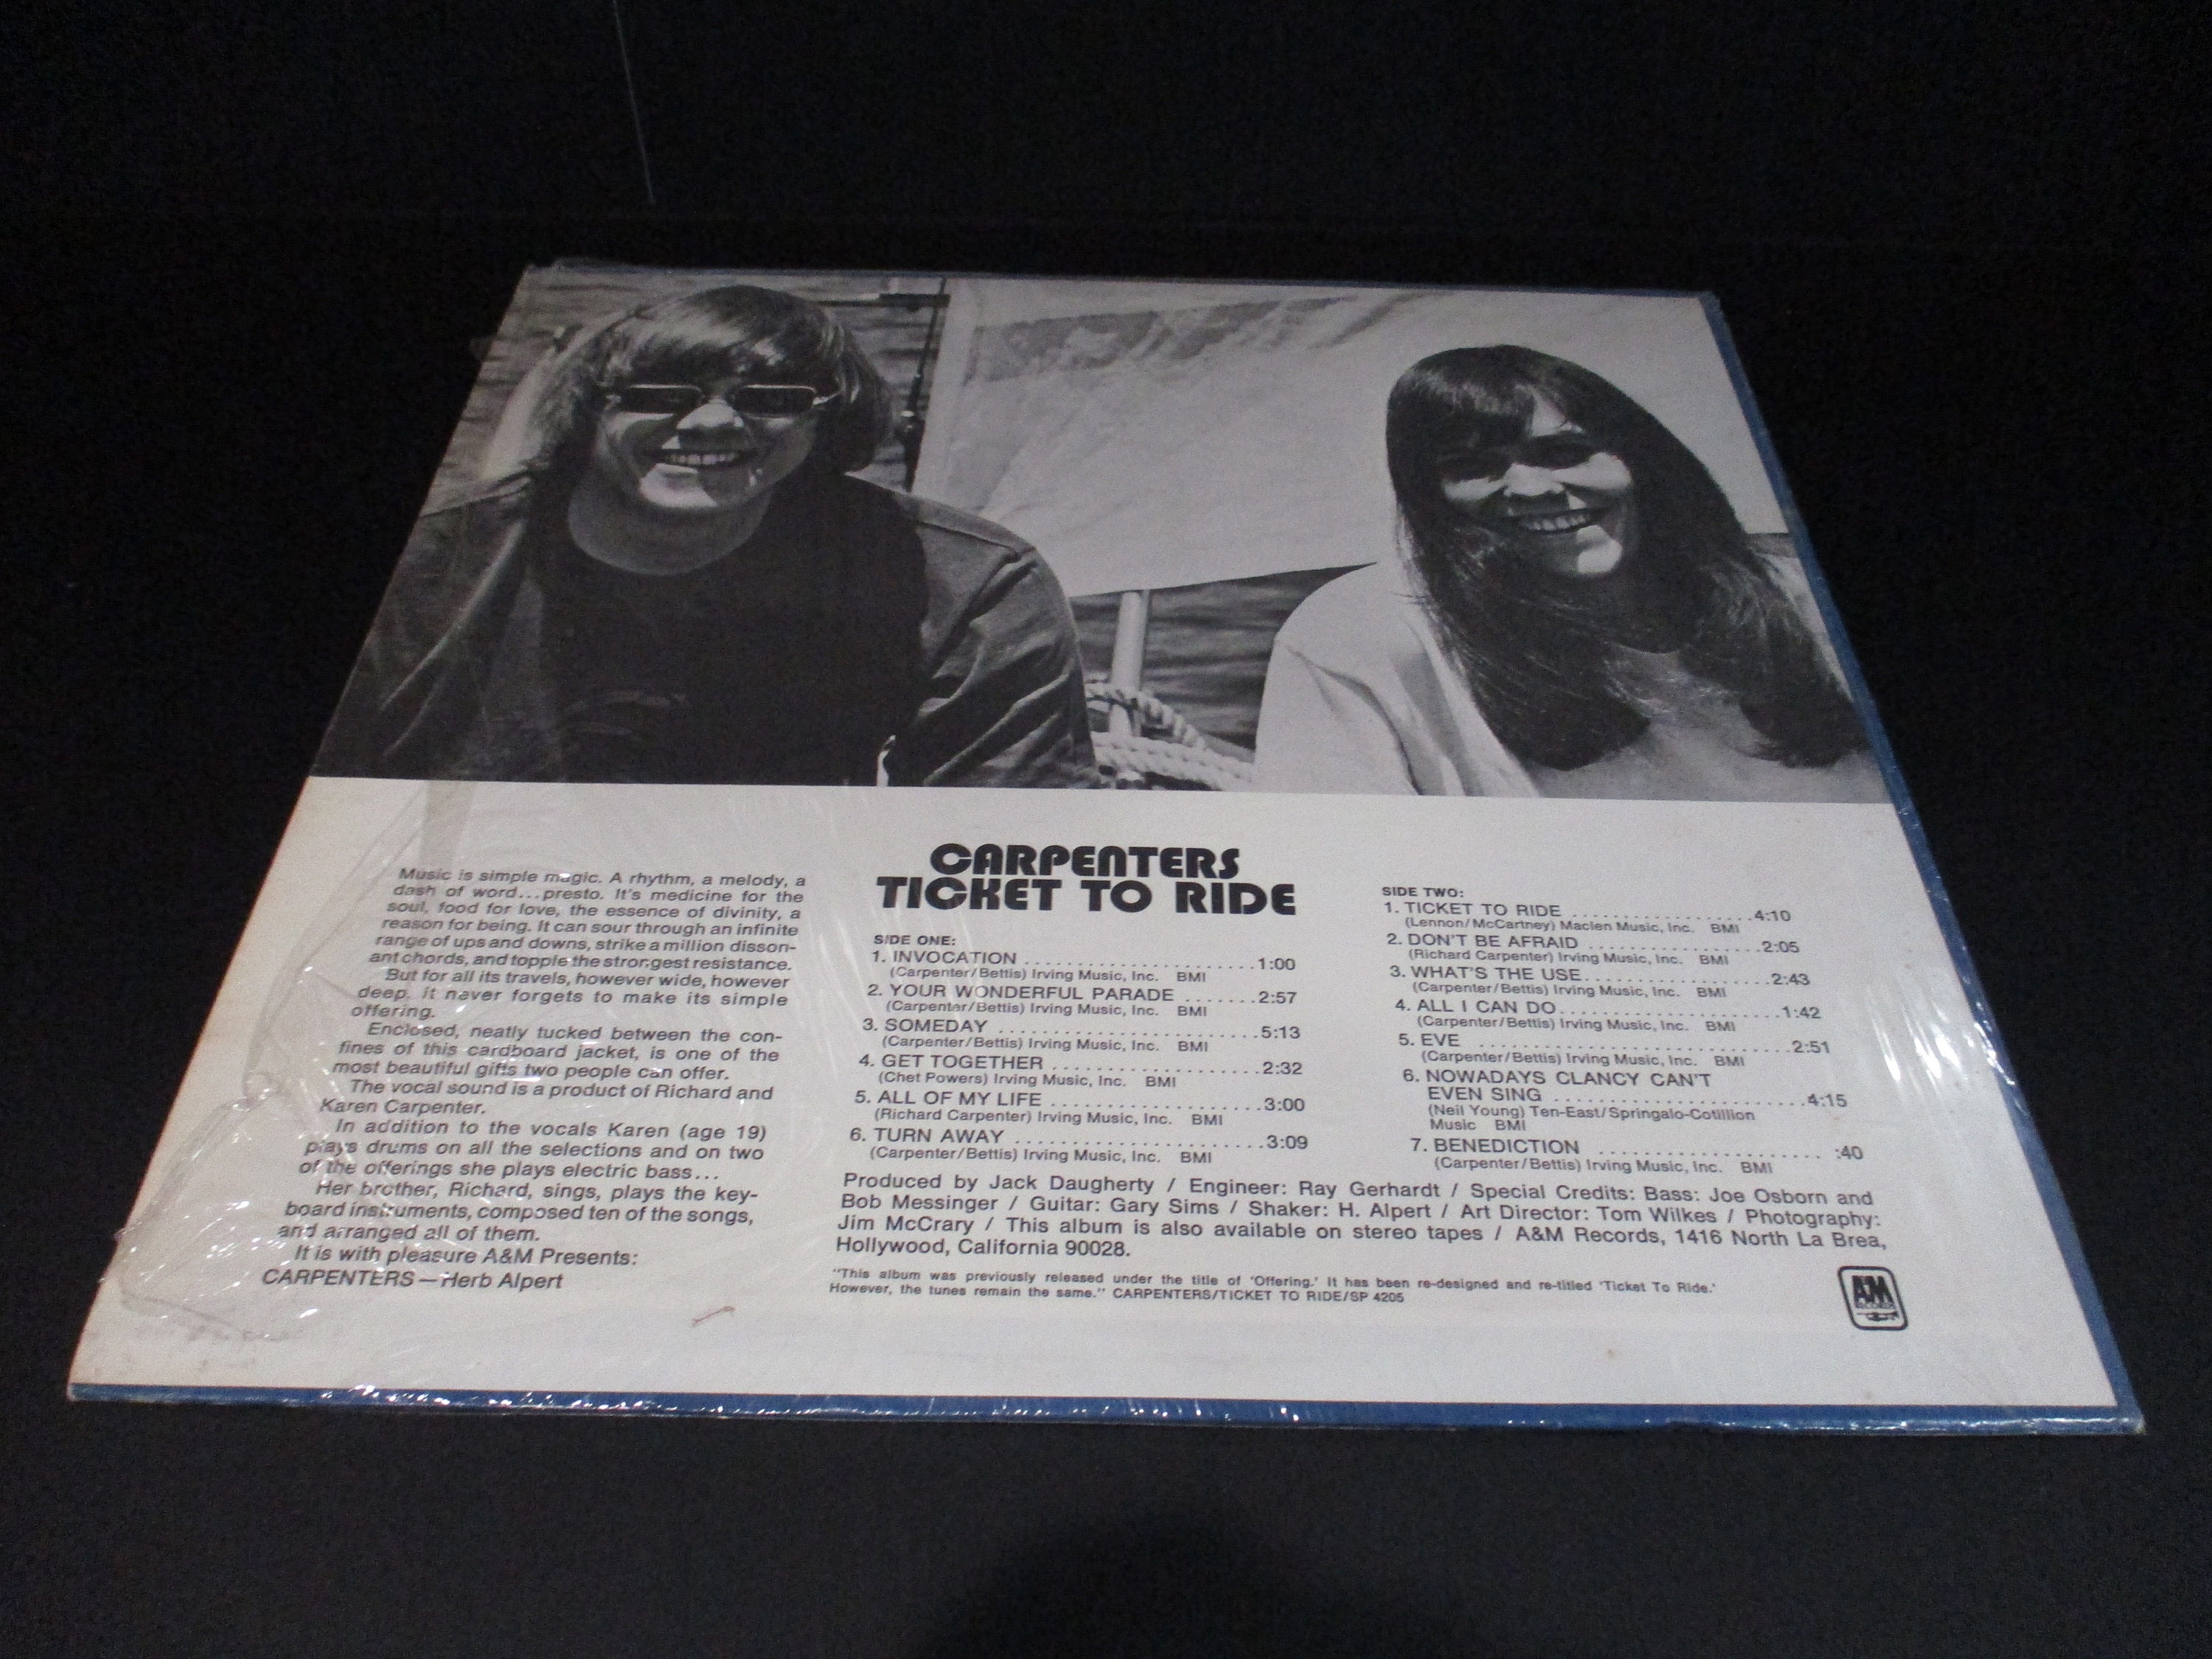 Music is simple magic. A rhythm, a melody, a
dash of word...presto. It's medicine for the
soul, food for love, the essence of divinity, a
reason for being. It can sour through an infinite
range of ups and downs, strike a million disson-
ant chords, and topple the strongest resistance.
But for all its travels, however wide, however
deep, it never forgets to make its simple
offering.
Enclosed, neatly tucked between the con-
fines of this cardboard jacket, is one of the
most beautiful gifts two people can offer.
The vocal sound is a product of Richard and
Karen Carpenter.
In addition to the vocals Karen (age 19)
plays drums on all the selections and on two
of the offerings she plays electric bass...
Her brother, Richard, sings, plays the key-
board instruments, composed ten of the songs,
and arranged all of them.
It is with pleasure A&M Presents:
CARPENTERS—Herb Alpert
CARPENTERS
TICKET TO RIDE
SIDE ONE:
1. INVOCATION ........................1:00
(Carpenter/Bettis) Irving Music, Inc. BMI
2. YOUR WONDERFUL PARADE .......2:57
(Carpenter/Bettis) Irving Music, Inc. BMI
3. SOMEDAY ...........................5:13
(Carpenter/Bettis) Irving Music, Inc. BMI
4. GET TOGETHER .....................2:32
(Chet Powers) Irving Music, Inc. BMI
5. ALL OF MY LIFE .....................3:00
(Richard Carpenter) Irving Music, Inc. BMI
6. TURN AWAY ........................3:09
(Carpenter/Bettis) Irving Music, Inc. BMI
SIDE TWO:
1. TICKET TO RIDE ...................4:10
(Lennon/McCartney) Maclen Music, Inc. BMI
2. DON'T BE AFRAID ..................2:05
(Richard Carpenter) Irving Music, Inc. BMI
3. WHAT'S THE USE....................2:43
(Carpenter/Bettis) Irving Music, Inc. BMI
4. ALL I CAN DO.......................1:42
(Carpenter/Bettis) Irving Music, Inc. BMI
5. EVE ................................2:51
(Carpenter/Bettis) Irving Music, Inc. BMI
6. NOWADAYS CLANCY CAN'T
EVEN SING .........................4:15
(Neil Young) Ten-East/Springalo-Cotillion
Music BMI
7. BENEDICTION ....................... :40
(Carpenter/Bettis) Irving Music, Inc. BMI
Produced by Jack Daugherty / Engineer: Ray Gerhardt / Special Credits: Bass: Joe Osborn and
Bob Messinger / Guitar: Gary Sims / Shaker: H. Alpert / Art Director: Tom Wilkes / Photography:
Jim McCrary / This album is also available on stereo tapes / A&M Records, 1416 North La Brea,
Hollywood, California 90028.
"This album was previously released under the title of 'Offering.' It has been re-designed and re-titled 'Ticket To Ride.'
However, the tunes remain the same." CARPENTERS/TICKET TO RIDE/SP 4205
A&M
RECORDS